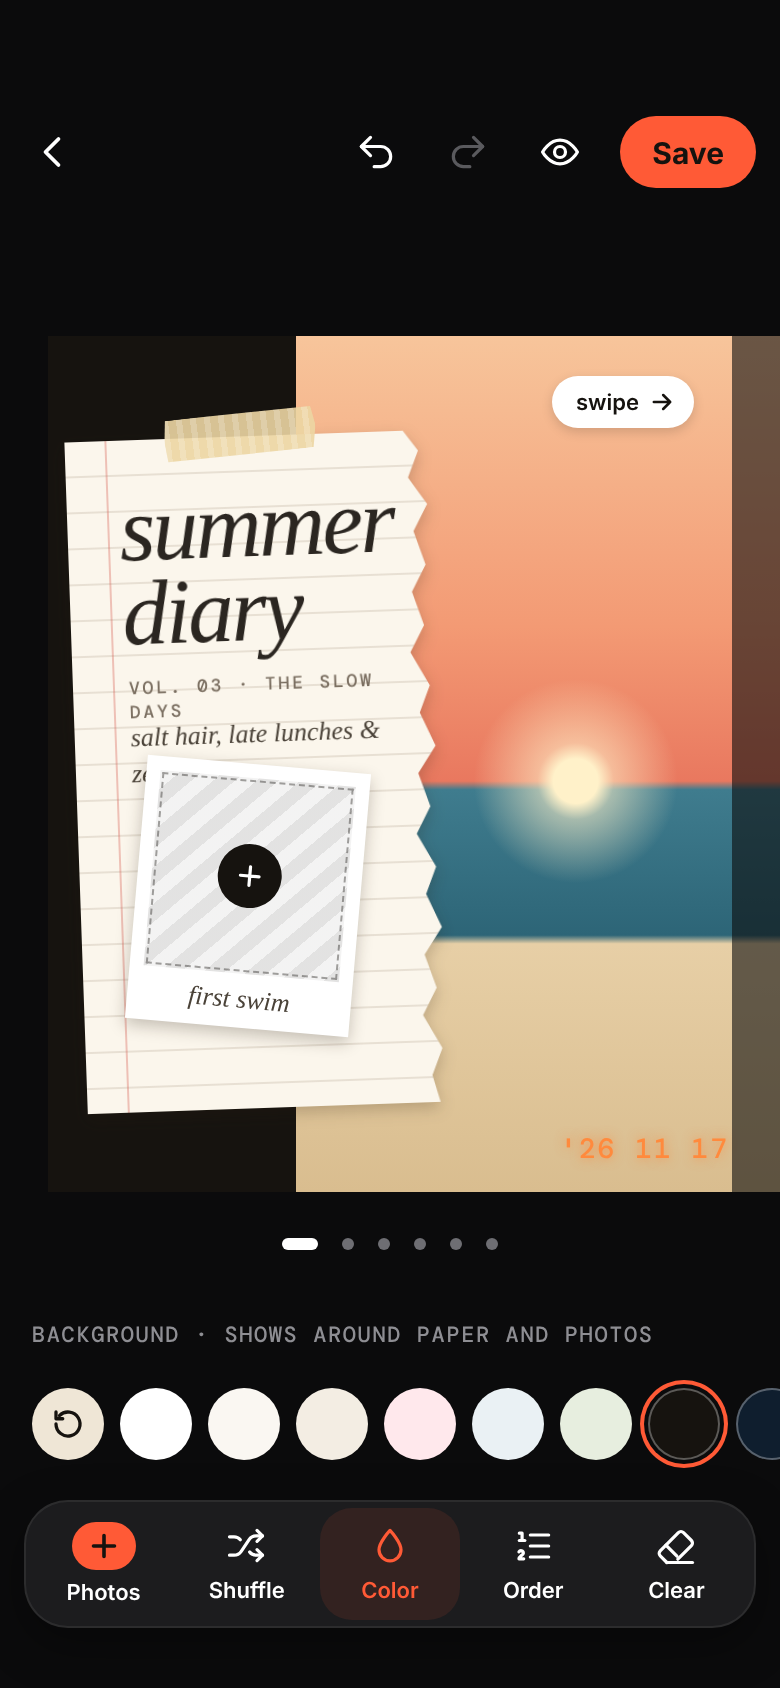 Save
swipe
summer
diary
VOL. 03 · THE SLOW
DAYS
salt hair, late lunches &
first swim
'26 11 17
BACKGROUND · SHOWS AROUND PAPER AND PHOTOS
Photos
Shuffle
Color
Order
Clear